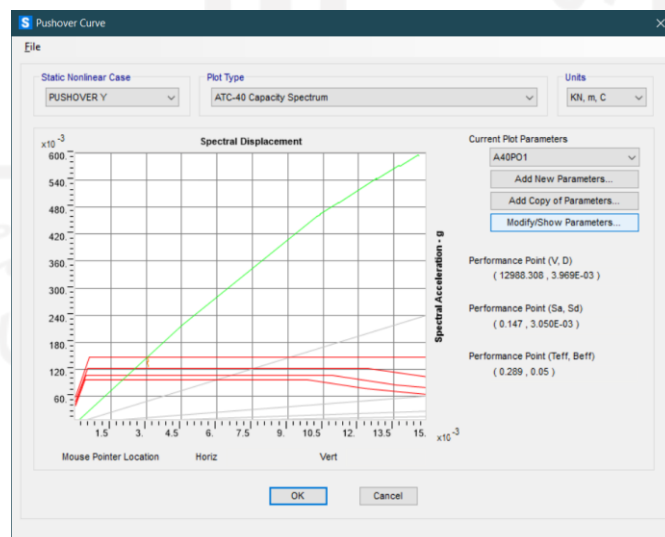 S Pushover Curve
File
Static Nonlinear Case
PUSHOVER Y
Plot Type
ATC-40 Capacity Spectrum
Units
KN, m, C
x10 -3
Spectral Displacement
600.
540.
480.
420.
360.
300.
240.
180.
120.
60.
1.5 3. 4.5 6. 7.5 9. 10.5 12. 13.5 15.
x10 -3
Spectral Acceleration - g
Mouse Pointer Location Horiz Vert
Current Plot Parameters
A40PO1
Add New Parameters...
Add Copy of Parameters...
Modify/Show Parameters...
Performance Point (V, D)
( 12988.308 , 3.969E-03 )
Performance Point (Sa, Sd)
( 0.147 , 3.050E-03 )
Performance Point (Teff, Beff)
( 0.289 , 0.05 )
OK Cancel